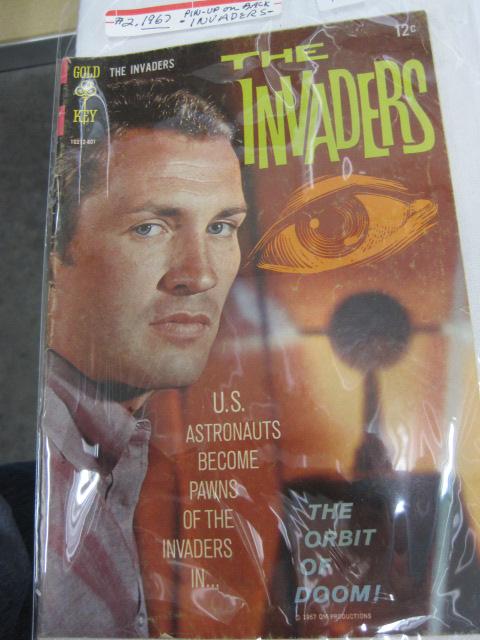 #2, 1967 PIN-UP on BACK
- INVADERS-
GOLD
KEY
THE INVADERS
12¢
THE
INVADERS
U.S.
ASTRONAUTS
BECOME
PAWNS
OF THE
INVADERS
IN...
THE
ORBIT
OF
DOOM!
© 1967 QM PRODUCTIONS